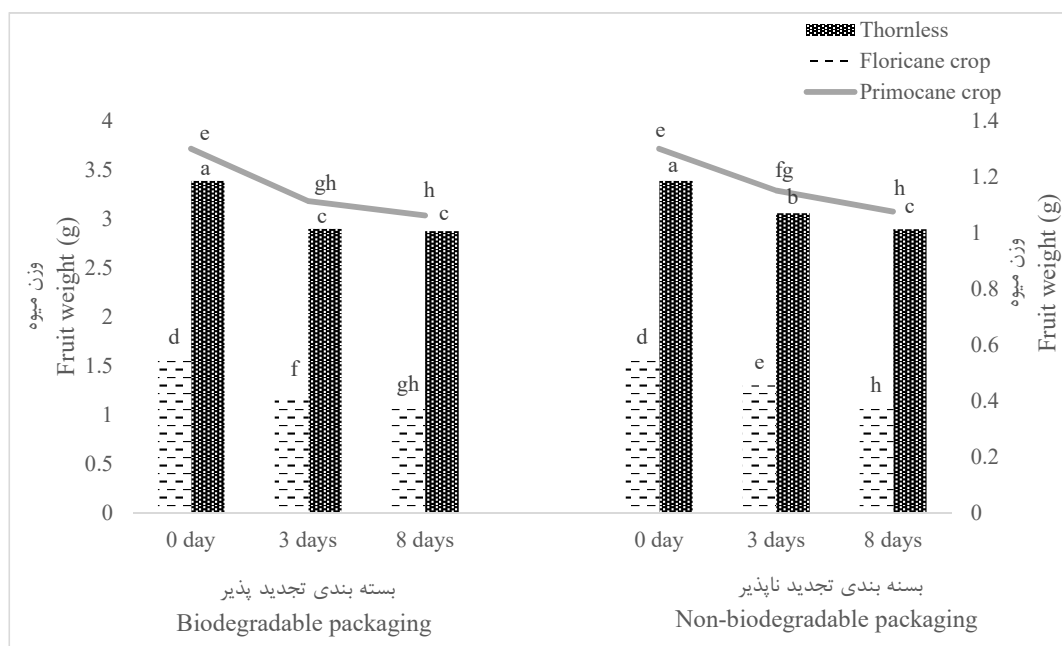 Thornless
Floricane crop
Primocane crop
وزن میوه
Fruit weight (g)
4
3.5
3
2.5
2
1.5
1
0.5
0
e
a
gh
c
h
c
d
f
gh
e
a
fg
b
h
c
d
e
h
1.4
1.2
1
0.8
0.6
0.4
0.2
0
وزن میوه
Fruit weight (g)
0 day
3 days
8 days
0 day
3 days
8 days
بسته بندی تجدید پذیر
Biodegradable packaging
بسنه بندی تجدید ناپذیر
Non-biodegradable packaging